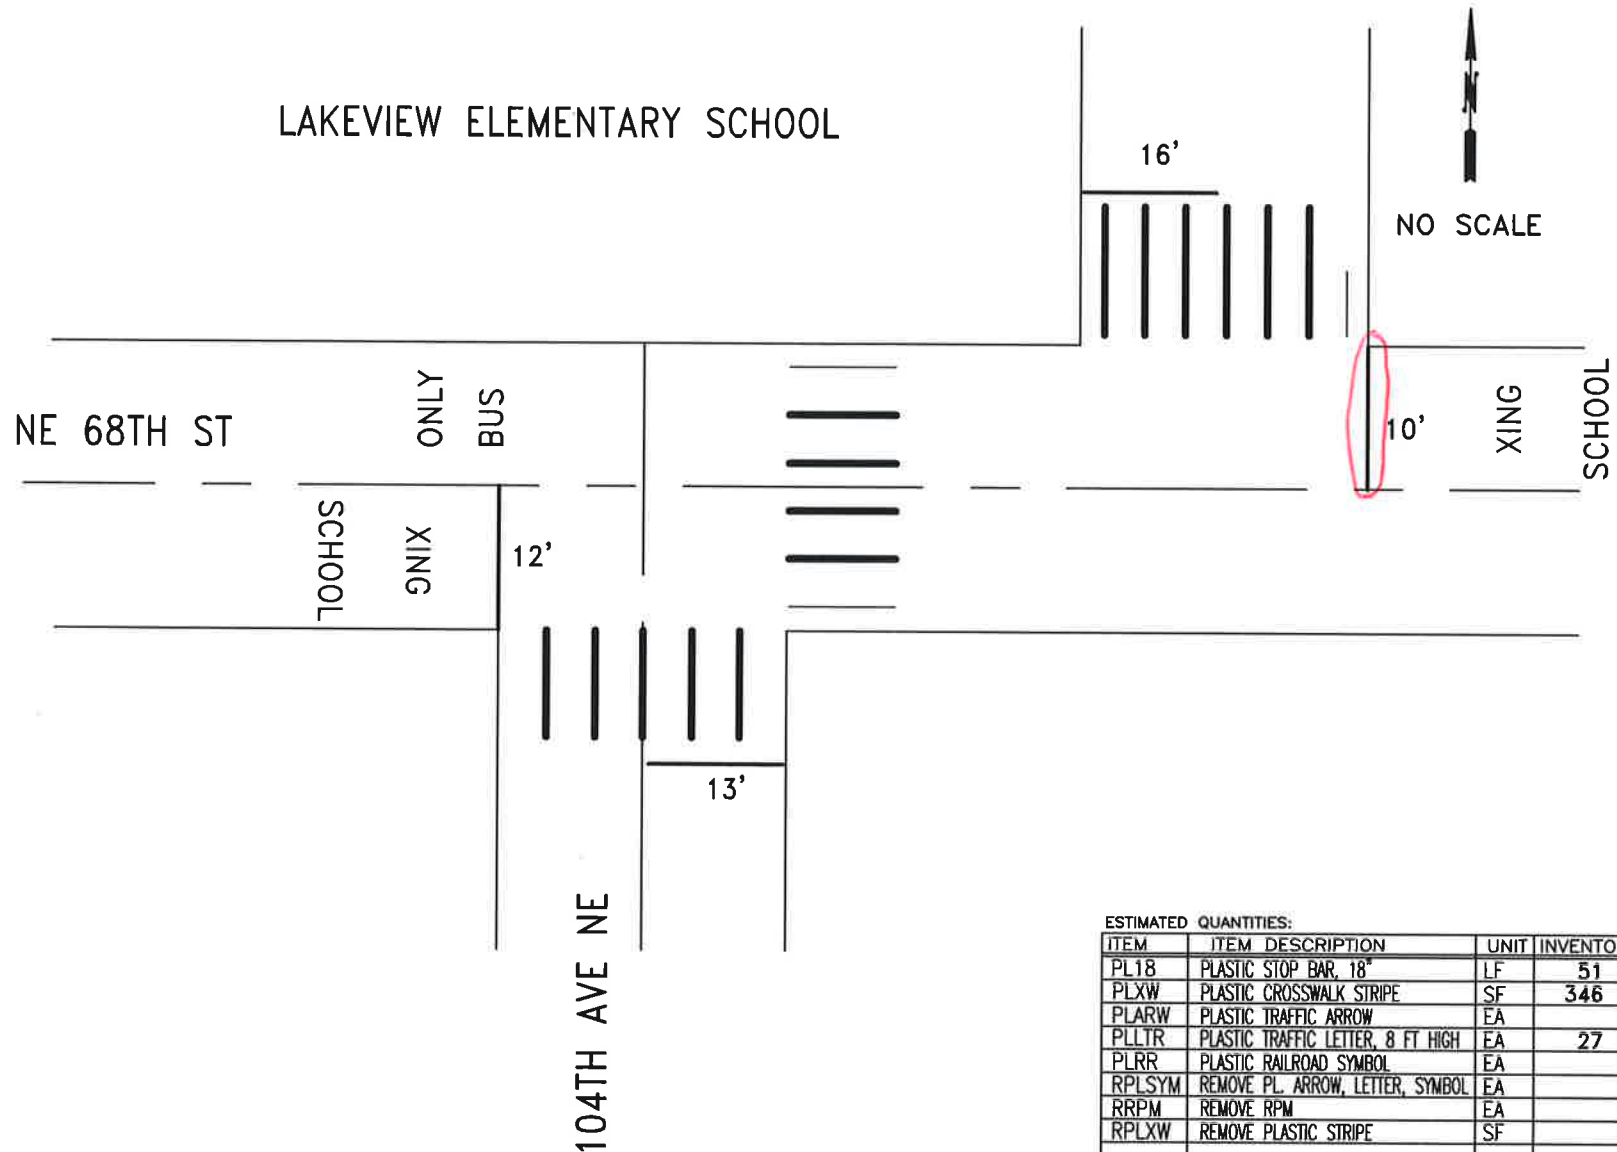 LAKEVIEW ELEMENTARY SCHOOL
16'
N
NO SCALE
NE 68TH ST
ONLY
BUS
10'
XING
SCHOOL
SCHOOL
XING
12'
13'
104TH AVE NE
ESTIMATED QUANTITIES:
ITEM ITEM DESCRIPTION UNIT INVENTO
PL18 PLASTIC STOP BAR, 18" LF 51
PLXW PLASTIC CROSSWALK STRIPE SF 346
PLARW PLASTIC TRAFFIC ARROW EA
PLLTR PLASTIC TRAFFIC LETTER, 8 FT HIGH EA 27
PLRR PLASTIC RAILROAD SYMBOL EA
RPLSYM REMOVE PL. ARROW, LETTER, SYMBOL EA
RRPM REMOVE RPM EA
RPLXW REMOVE PLASTIC STRIPE SF